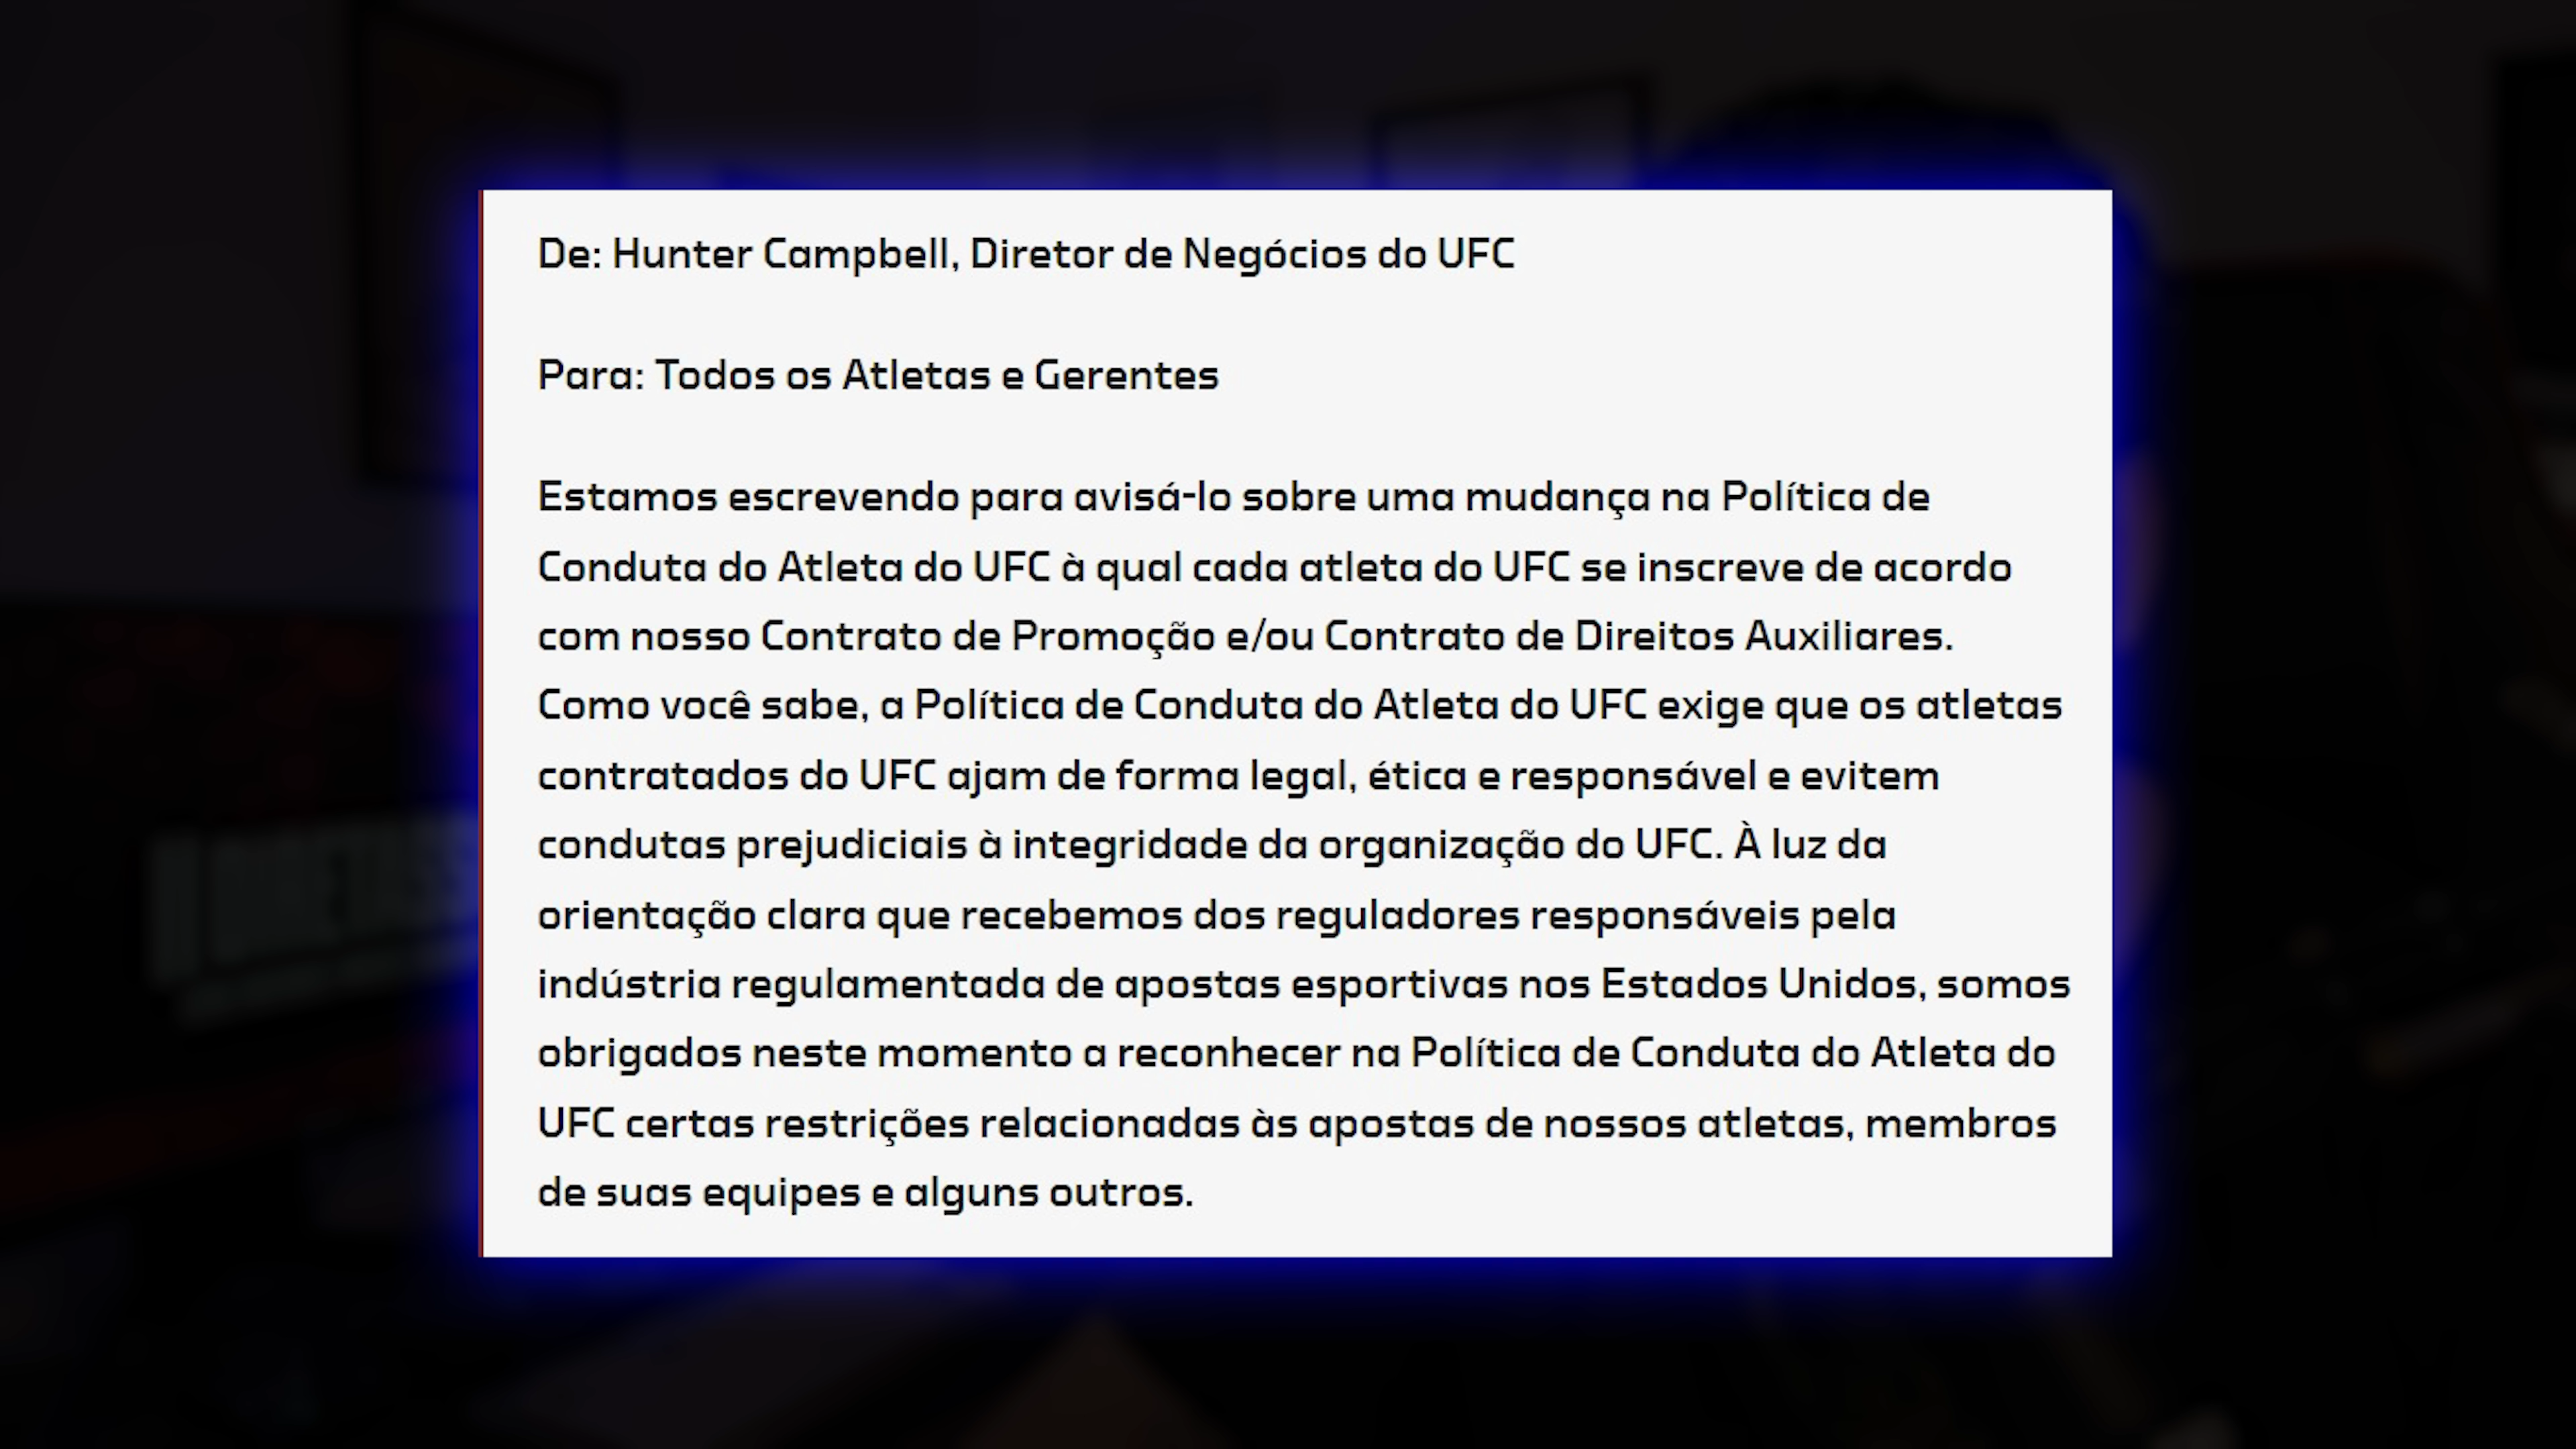 De: Hunter Campbell, Diretor de Negócios do UFC
Para: Todos os Atletas e Gerentes
Estamos escrevendo para avisá-lo sobre uma mudança na Política de
Conduta do Atleta do UFC à qual cada atleta do UFC se inscreve de acordo
com nosso Contrato de Promoção e/ou Contrato de Direitos Auxiliares.
Como você sabe, a Política de Conduta do Atleta do UFC exige que os atletas
contratados do UFC ajam de forma legal, ética e responsável e evitem
condutas prejudiciais à integridade da organização do UFC. À luz da
orientação clara que recebemos dos reguladores responsáveis pela
indústria regulamentada de apostas esportivas nos Estados Unidos, somos
obrigados neste momento a reconhecer na Política de Conduta do Atleta do
UFC certas restrições relacionadas às apostas de nossos atletas, membros
de suas equipes e alguns outros.